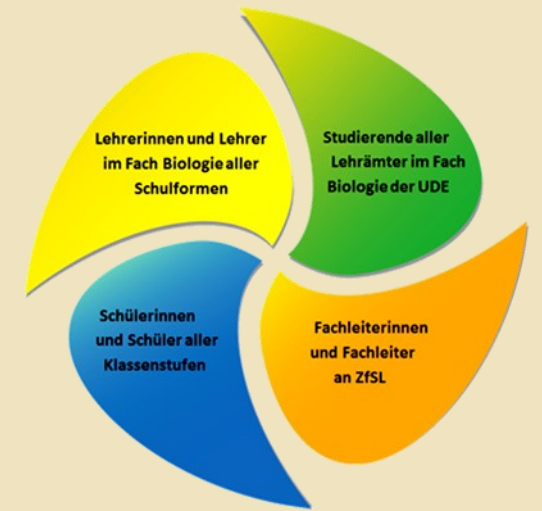 Lehrerinnen und Lehrer
im Fach Biologie aller
Schulformen
Studierende aller
Lehrämter im Fach
Biologie der UDE
Schülerinnen
und Schüler aller
Klassenstufen
Fachleiterinnen
und Fachleiter
an ZfSL